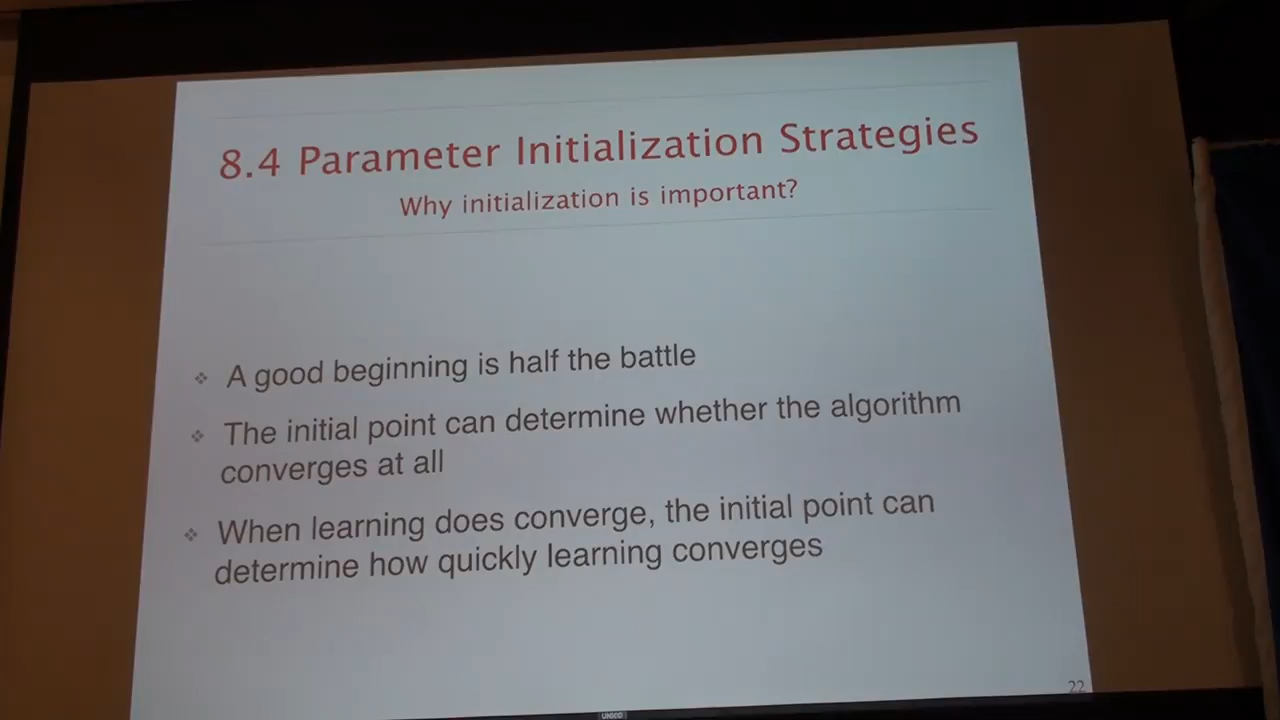 8.4 Parameter Initialization Strategies
Why initialization is important?
A good beginning is half the battle
The initial point can determine whether the algorithm
converges at all
When learning does converge, the initial point can
determine how quickly learning converges
22